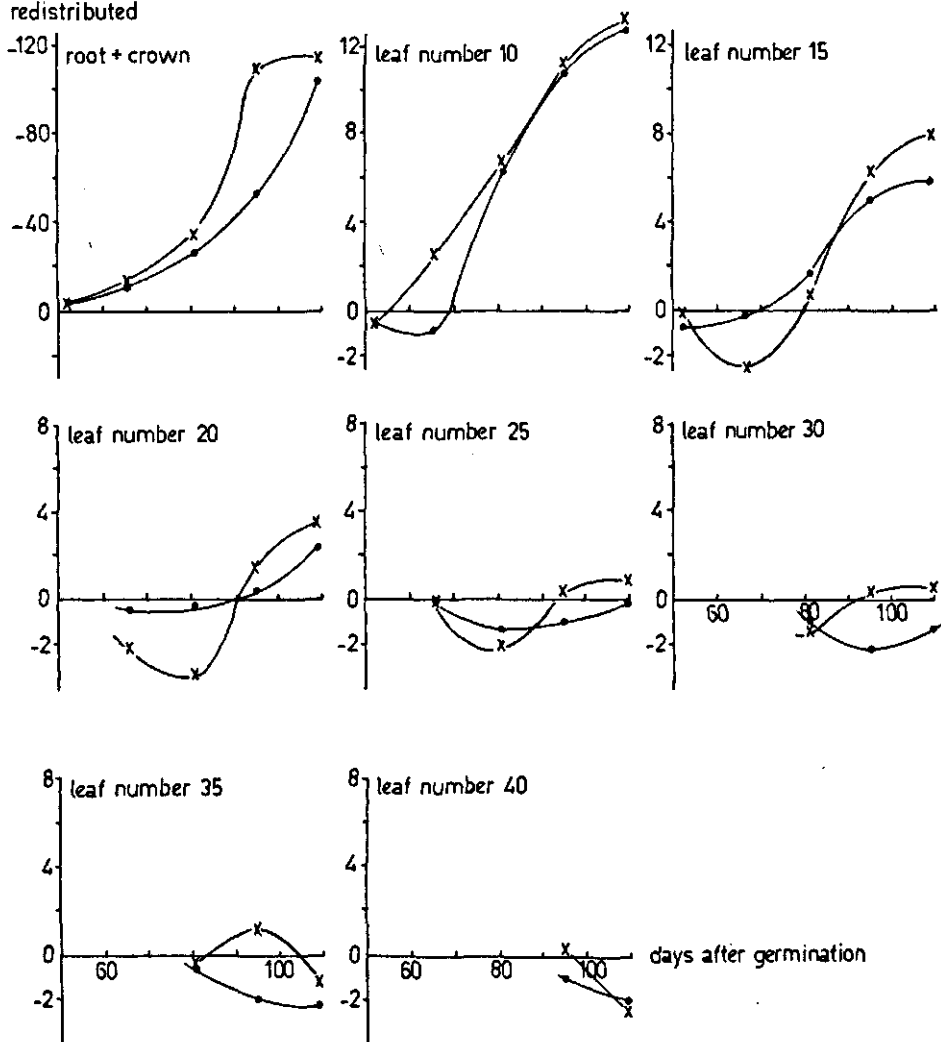 redistributed
-120
-80
-40
0
root + crown
12
8
4
0
-2
leaf number 10
12
8
4
0
-2
leaf number 15
8
4
0
-2
leaf number 20
8
4
0
-2
leaf number 25
8
4
0
-2
leaf number 30
60 80 100
8
4
0
-2
leaf number 35
60 100
8
4
0
-2
leaf number 40
60 80 100
days after germination